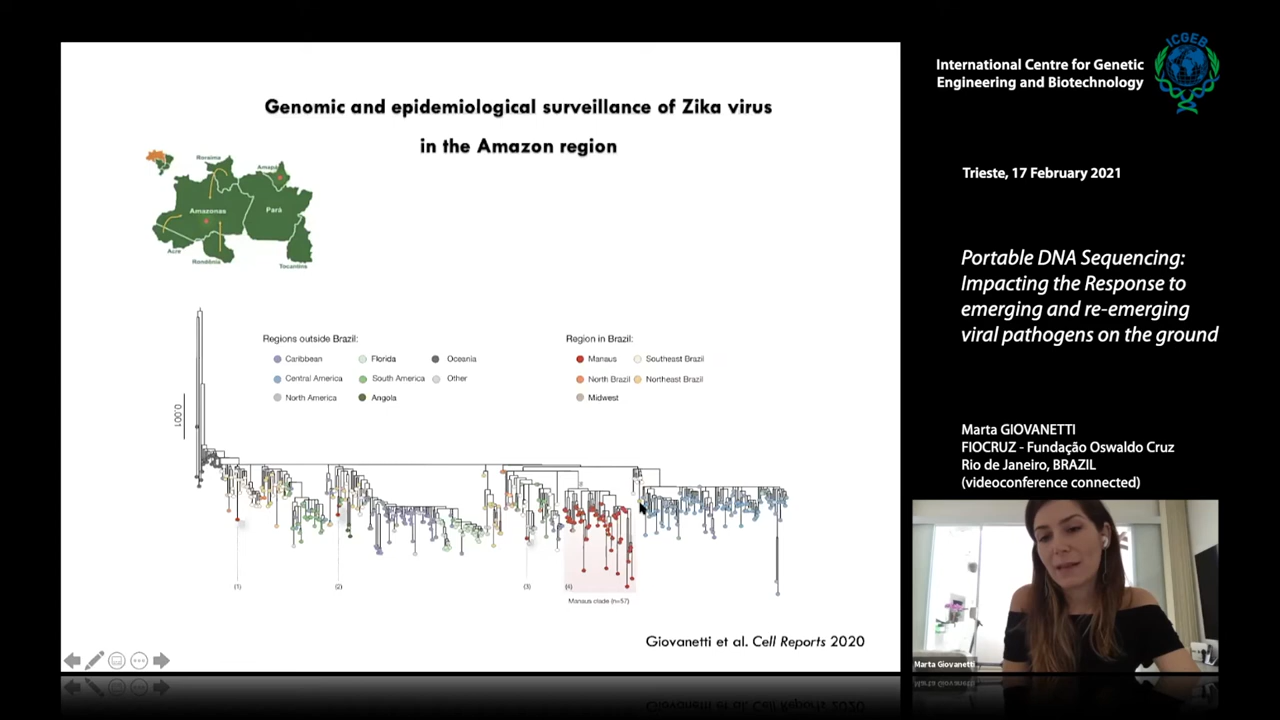 Genomic and epidemiological surveillance of Zika virus
in the Amazon region
Roraima
Amapá
Amazonas
Pará
Acre
Rondônia
Tocantins
Regions outside Brazil:
Caribbean
Florida
Oceania
Central America
South America
Other
North America
Angola
Region in Brazil:
Manaus
Southeast Brazil
North Brazil
Northeast Brazil
Midwest
0.001
(1)
(2)
(3)
(4)
Manaus clade (n=57)
Giovanetti et al. Cell Reports 2020
International Centre for Genetic
Engineering and Biotechnology
ICGEB
Trieste, 17 February 2021
Portable DNA Sequencing:
Impacting the Response to
emerging and re-emerging
viral pathogens on the ground
Marta GIOVANETTI
FIOCRUZ - Fundação Oswaldo Cruz
Rio de Janeiro, BRAZIL
(videoconference connected)
Marta Giovanetti